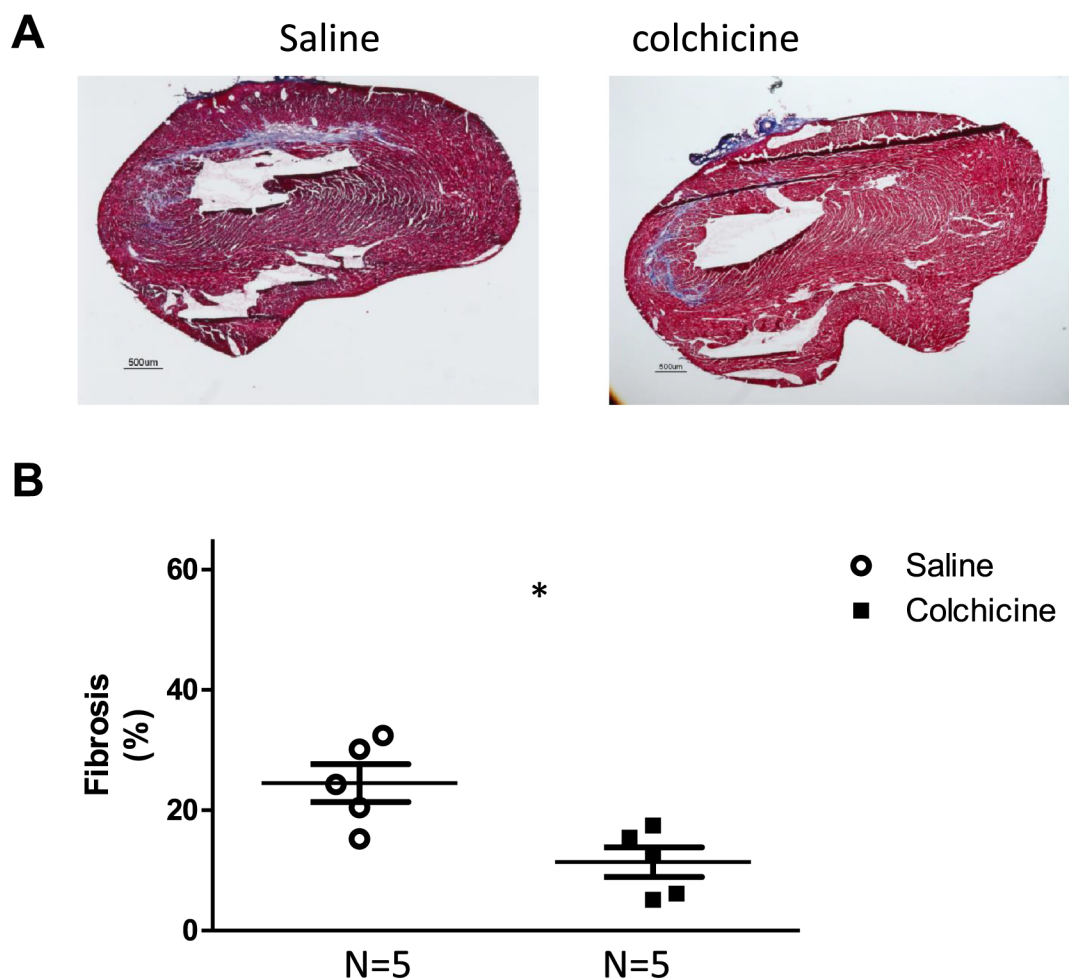 A
Saline
colchicine
500um
500um
B
Fibrosis
(%)
60
40
20
0
*
Saline
Colchicine
N=5
N=5